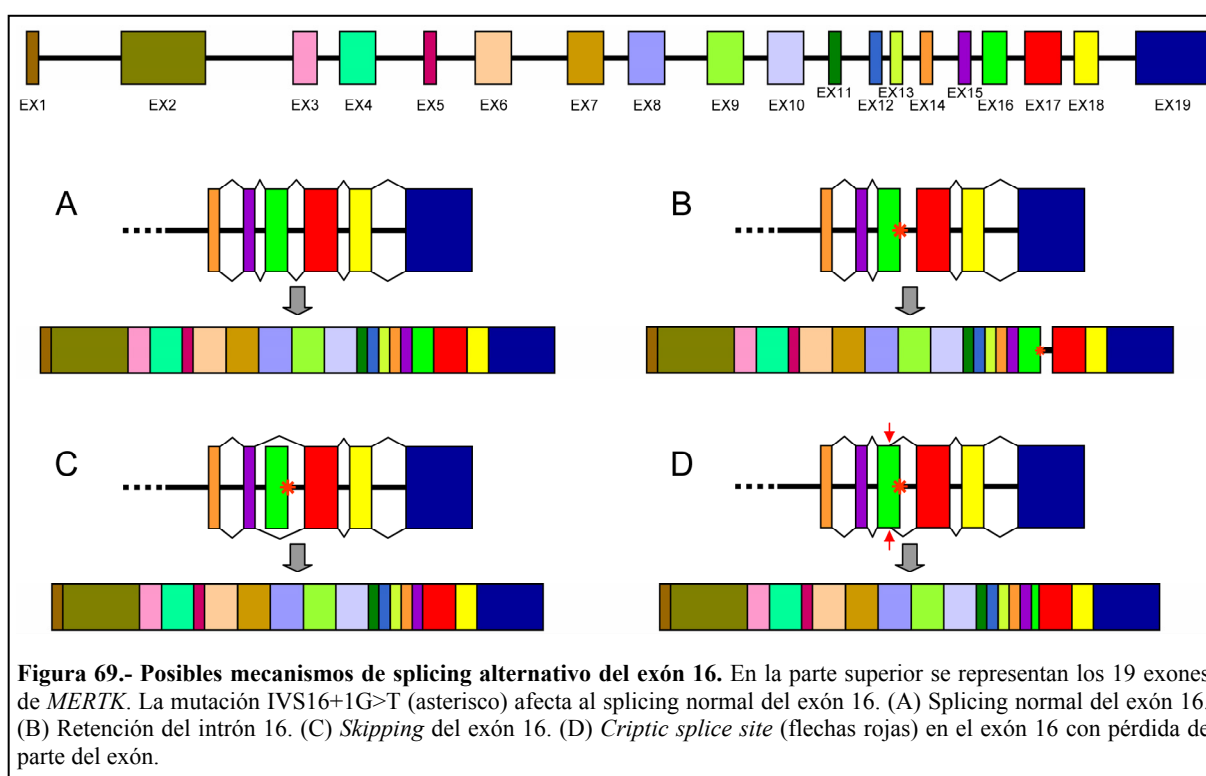 EX1 EX2 EX3 EX4 EX5 EX6 EX7 EX8 EX9 EX10 EX11 EX12 EX13 EX14 EX15 EX16 EX17 EX18 EX19
A
B
C
D
Figura 69.- Posibles mecanismos de splicing alternativo del exón 16. En la parte superior se representan los 19 exones
de MERTK. La mutación IVS16+1G>T (asterisco) afecta al splicing normal del exón 16. (A) Splicing normal del exón 16.
(B) Retención del intrón 16. (C) Skipping del exón 16. (D) Criptic splice site (flechas rojas) en el exón 16 con pérdida de
parte del exón.